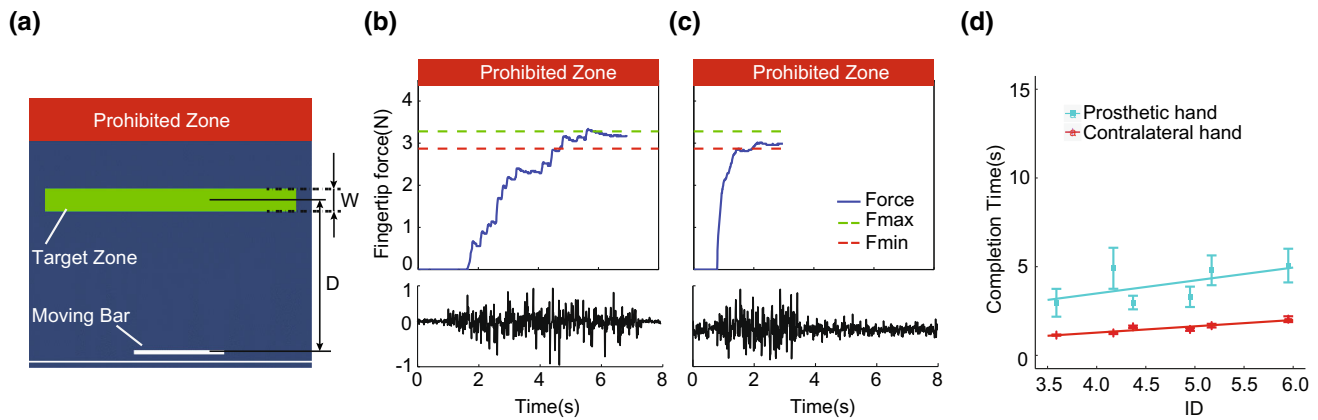 (a)
Prohibited Zone
W
Target Zone
D
Moving Bar
(b)
Prohibited Zone
4
3
2
1
0
Fingertip force(N)
1
0
-1
0 2 4 6 8
Time(s)
(c)
Prohibited Zone
Force
Fmax
Fmin
0 2 4 6 8
Time(s)
(d)
15
10
5
0
Completion Time(s)
Prosthetic hand
Contralateral hand
3.5 4.0 4.5 5.0 5.5 6.0
ID